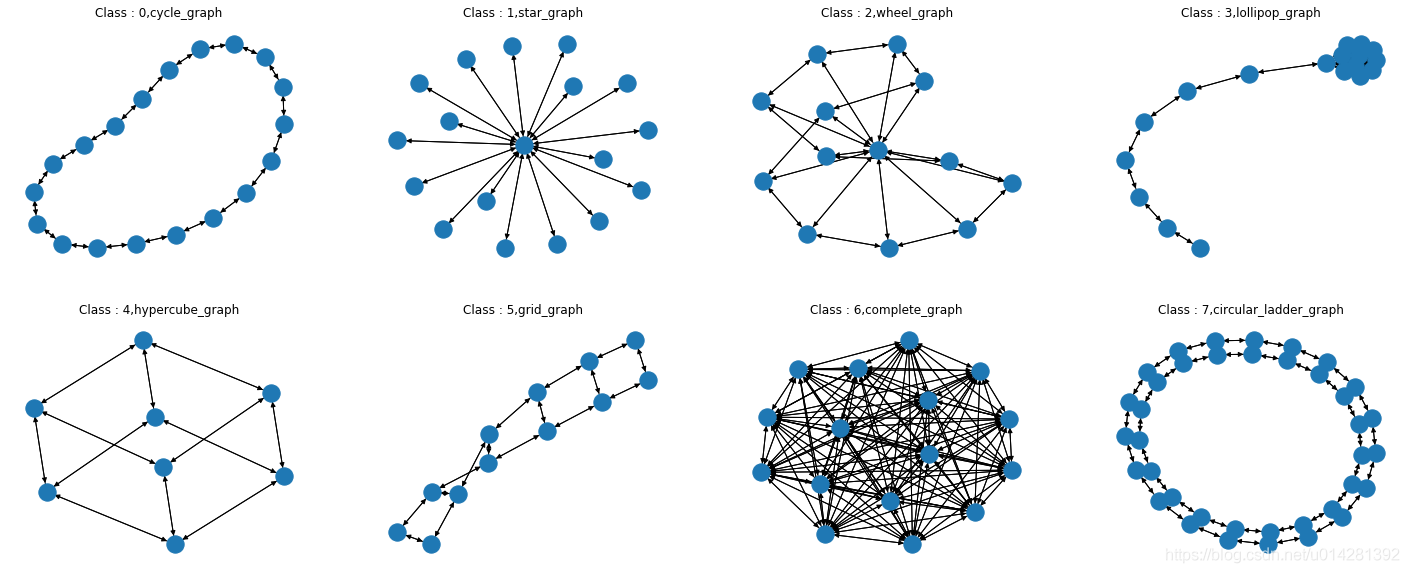 Class : 0,cycle_graph
Class : 1,star_graph
Class : 2,wheel_graph
Class : 3,lollipop_graph
Class : 4,hypercube_graph
Class : 5,grid_graph
Class : 6,complete_graph
Class : 7,circular_ladder_graph
https://blog.csdn.net/u014281392